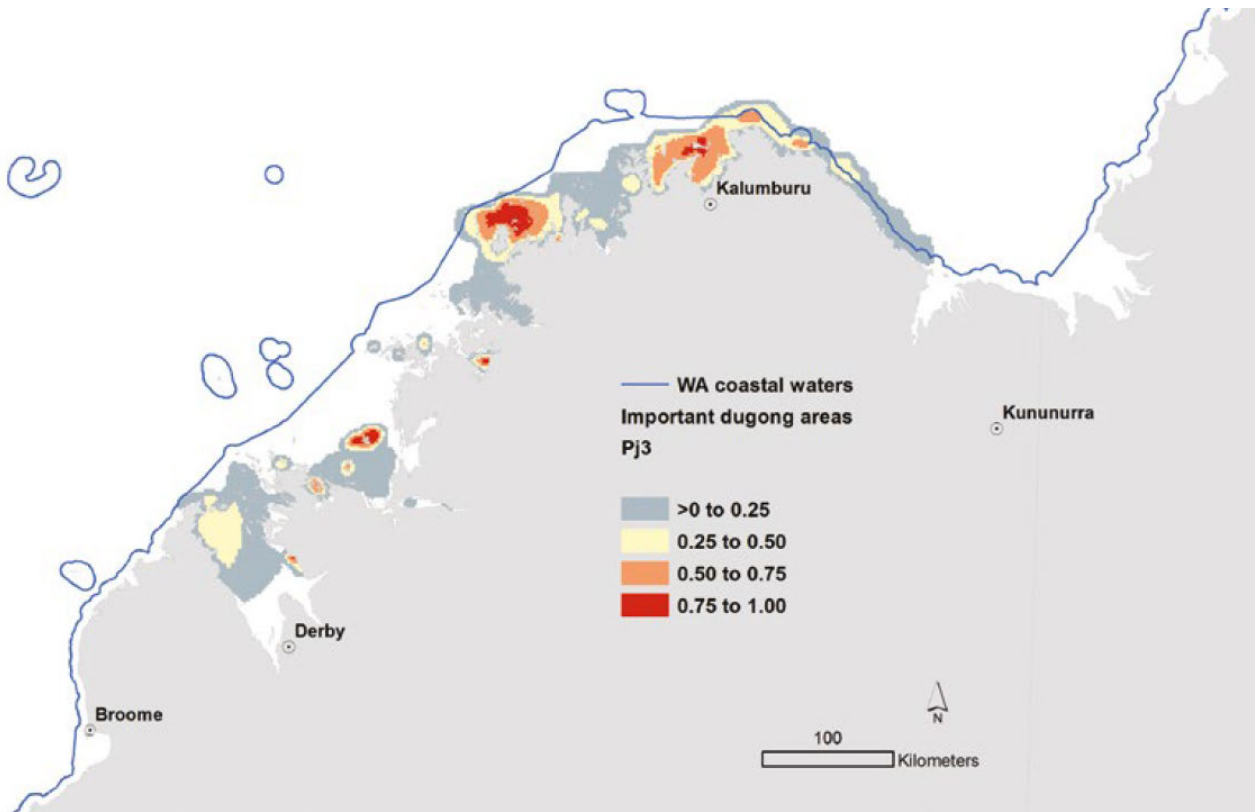 Kalumburu
WA coastal waters
Important dugong areas
Kununurra
Pj3
>0 to 0.25
0.25 to 0.50
0.50 to 0.75
0.75 to 1.00
Derby
Broome
N
100
Kilometers